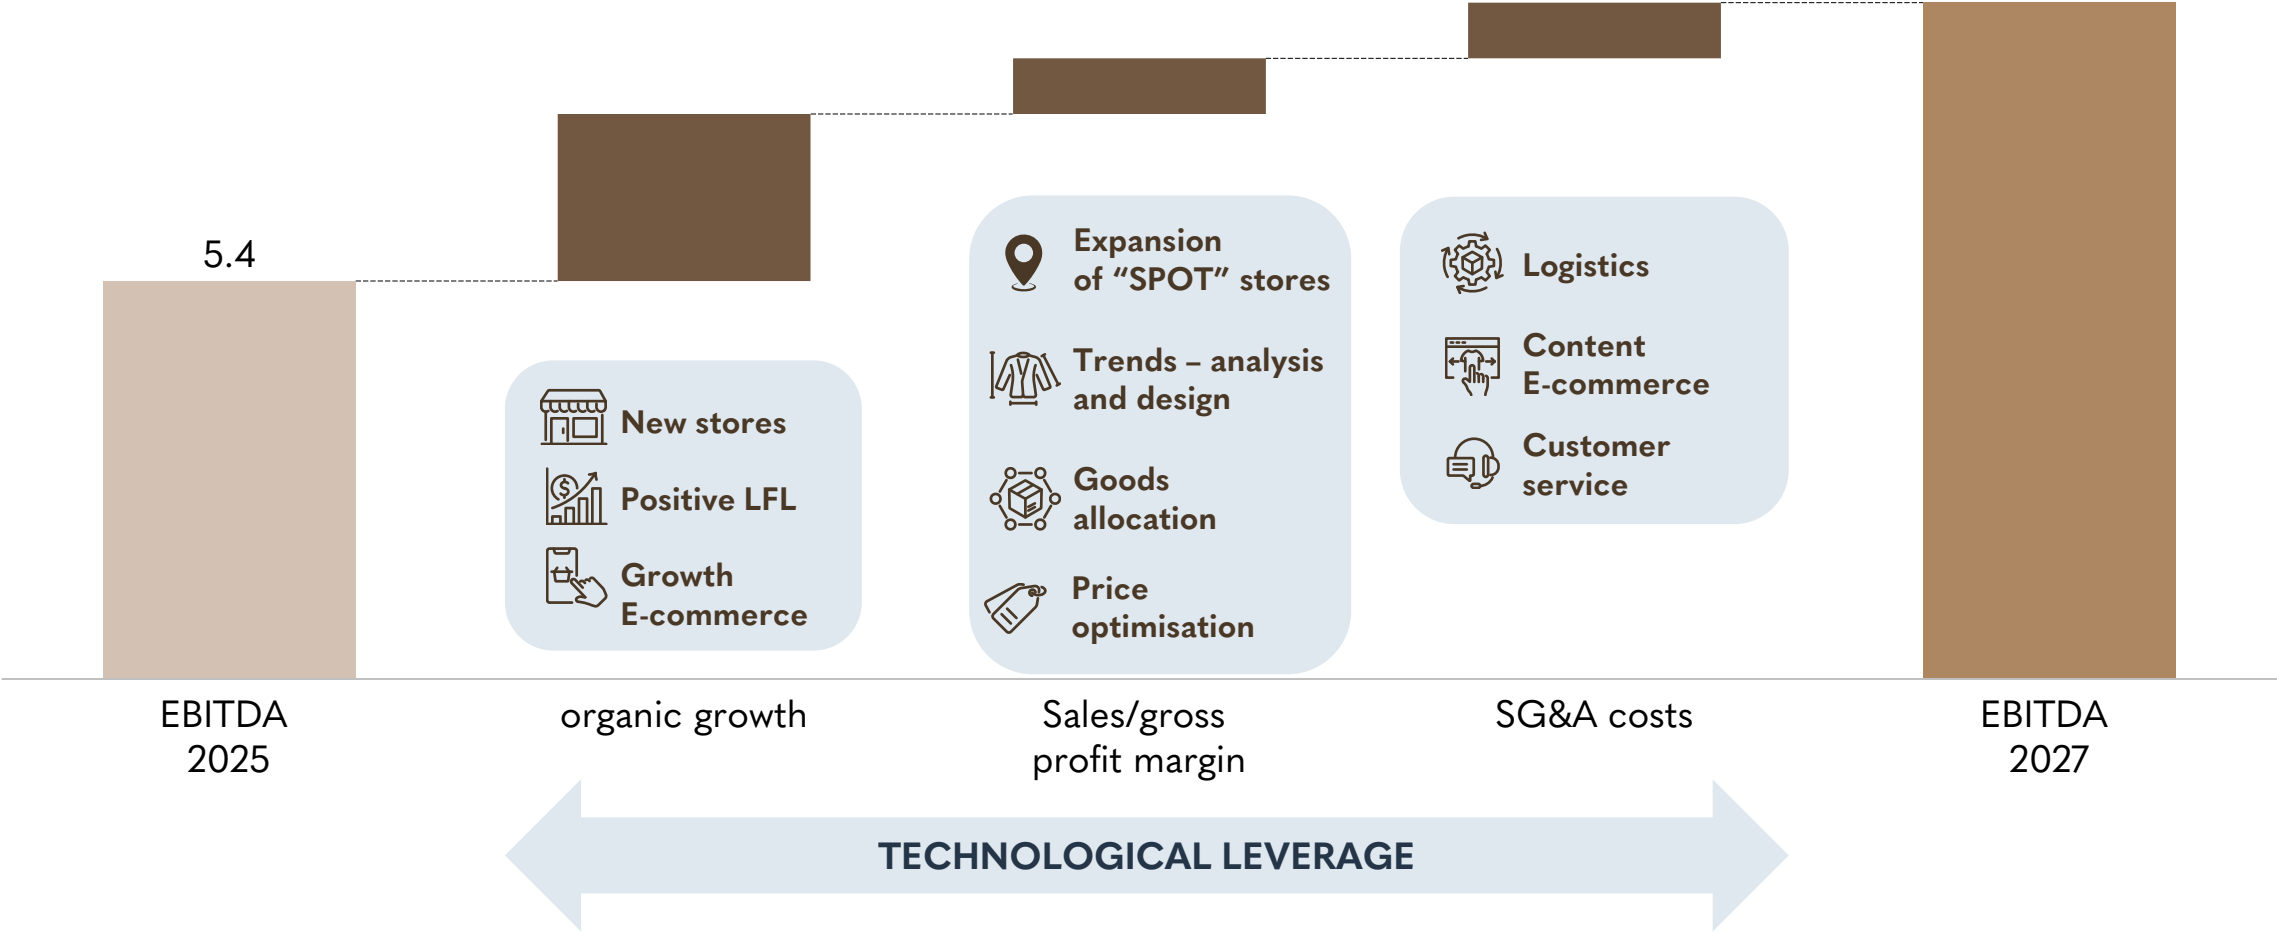 5.4
New stores
Positive LFL
Growth
E-commerce
Expansion
of “SPOT” stores
Trends – analysis
and design
Goods
allocation
Price
optimisation
Logistics
Content
E-commerce
Customer
service
EBITDA
2025
organic growth
Sales/gross
profit margin
SG&A costs
EBITDA
2027
TECHNOLOGICAL LEVERAGE